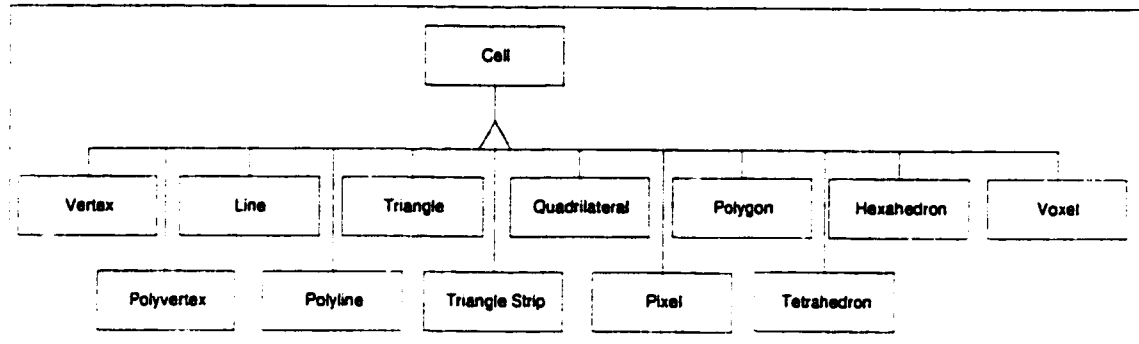 Cell
Vertex
Line
Triangle
Quadrilateral
Polygon
Hexahedron
Voxel
Polyvertex
Polyline
Triangle Strip
Pixel
Tetrahedron